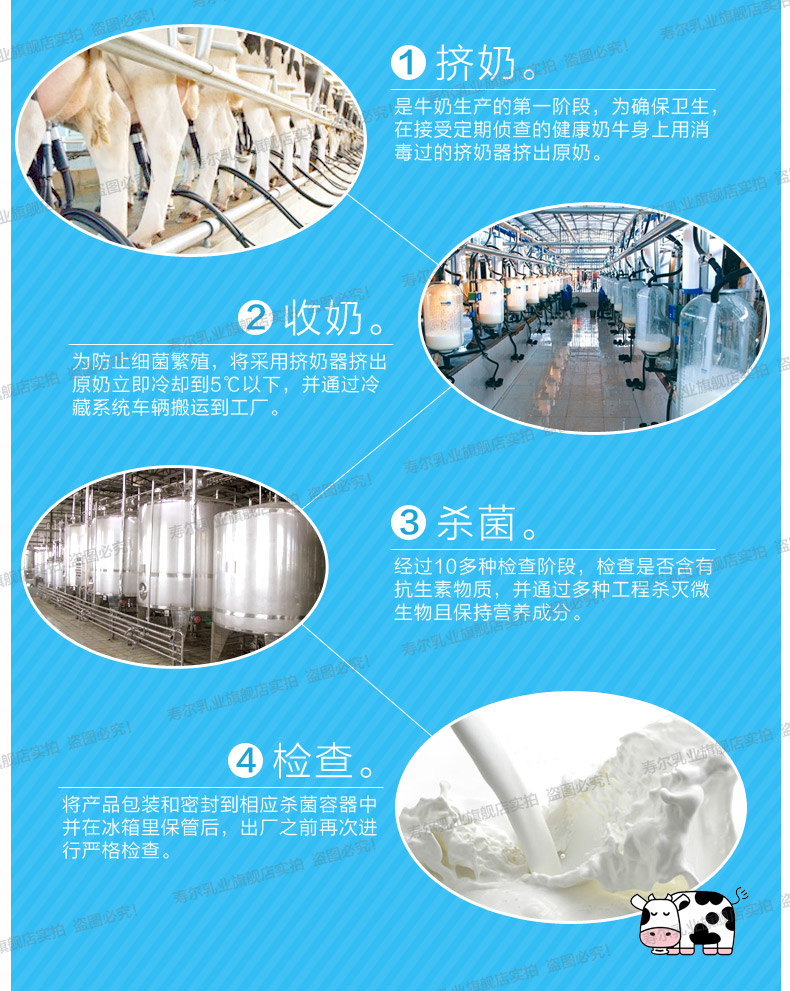 1 挤奶。
是牛奶生产的第一阶段，为确保卫生，
在接受定期侦查的健康奶牛身上用消
毒过的挤奶器挤出原奶。
2 收奶。
为防止细菌繁殖，将采用挤奶器挤出
原奶立即冷却到5℃以下，并通过冷
藏系统车辆搬运到工厂。
3 杀菌。
经过10多种检查阶段，检查是否含有
抗生素物质，并通过多种工程杀灭微
生物且保持营养成分。
4 检查。
将产品包装和密封到相应杀菌容器中
并在冰箱里保管后，出厂之前再次进
行严格检查。
寿尔乳业旗舰店实拍 盗图必究！